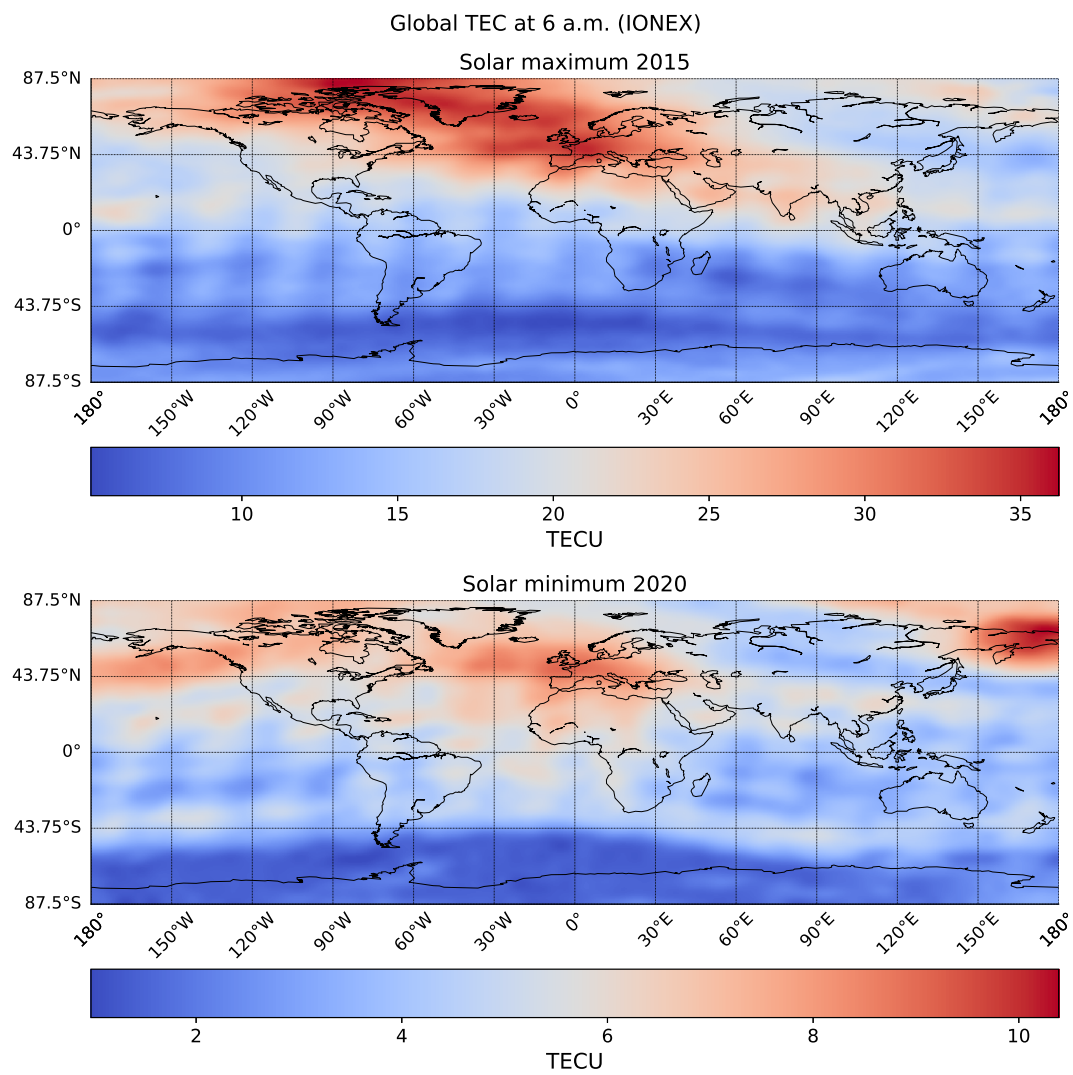 Global TEC at 6 a.m. (IONEX)
Solar maximum 2015
87.5°N
43.75°N
0°
43.75°S
87.5°S
180° 150°W 120°W 90°W 60°W 30°W 0° 30°E 60°E 90°E 120°E 150°E 180°
10 15 20 25 30 35
TECU
Solar minimum 2020
87.5°N
43.75°N
0°
43.75°S
87.5°S
180° 150°W 120°W 90°W 60°W 30°W 0° 30°E 60°E 90°E 120°E 150°E 180°
2 4 6 8 10
TECU